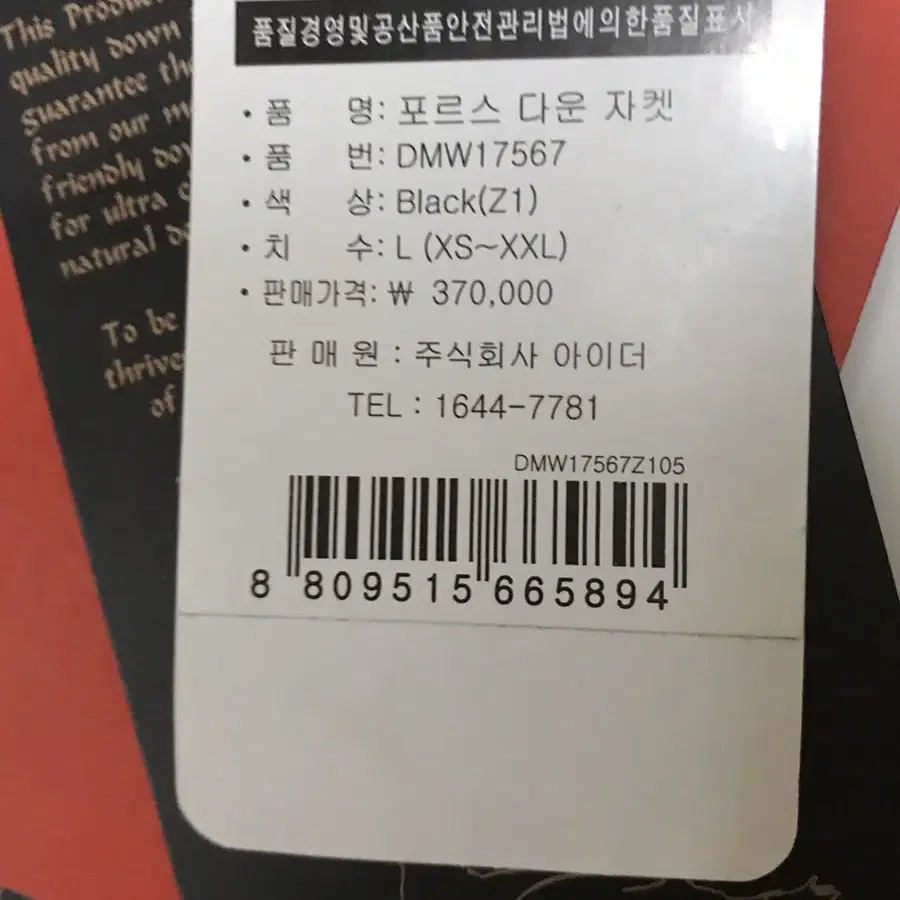 This Produc
quality down
guarantee th
from our m
friendly do
for ultra c
natural d
To be
thrive
of
품질경영및공산품안전관리법에의한품질표시
• 품 명: 포르스 다운 자켓
• 품 번: DMW17567
• 색 상: Black(Z1)
• 치 수: L (XS~XXL)
• 판매가격: ₩ 370,000
판 매 원 : 주식회사 아이더
TEL : 1644-7781
DMW17567Z105
8 809515 665894